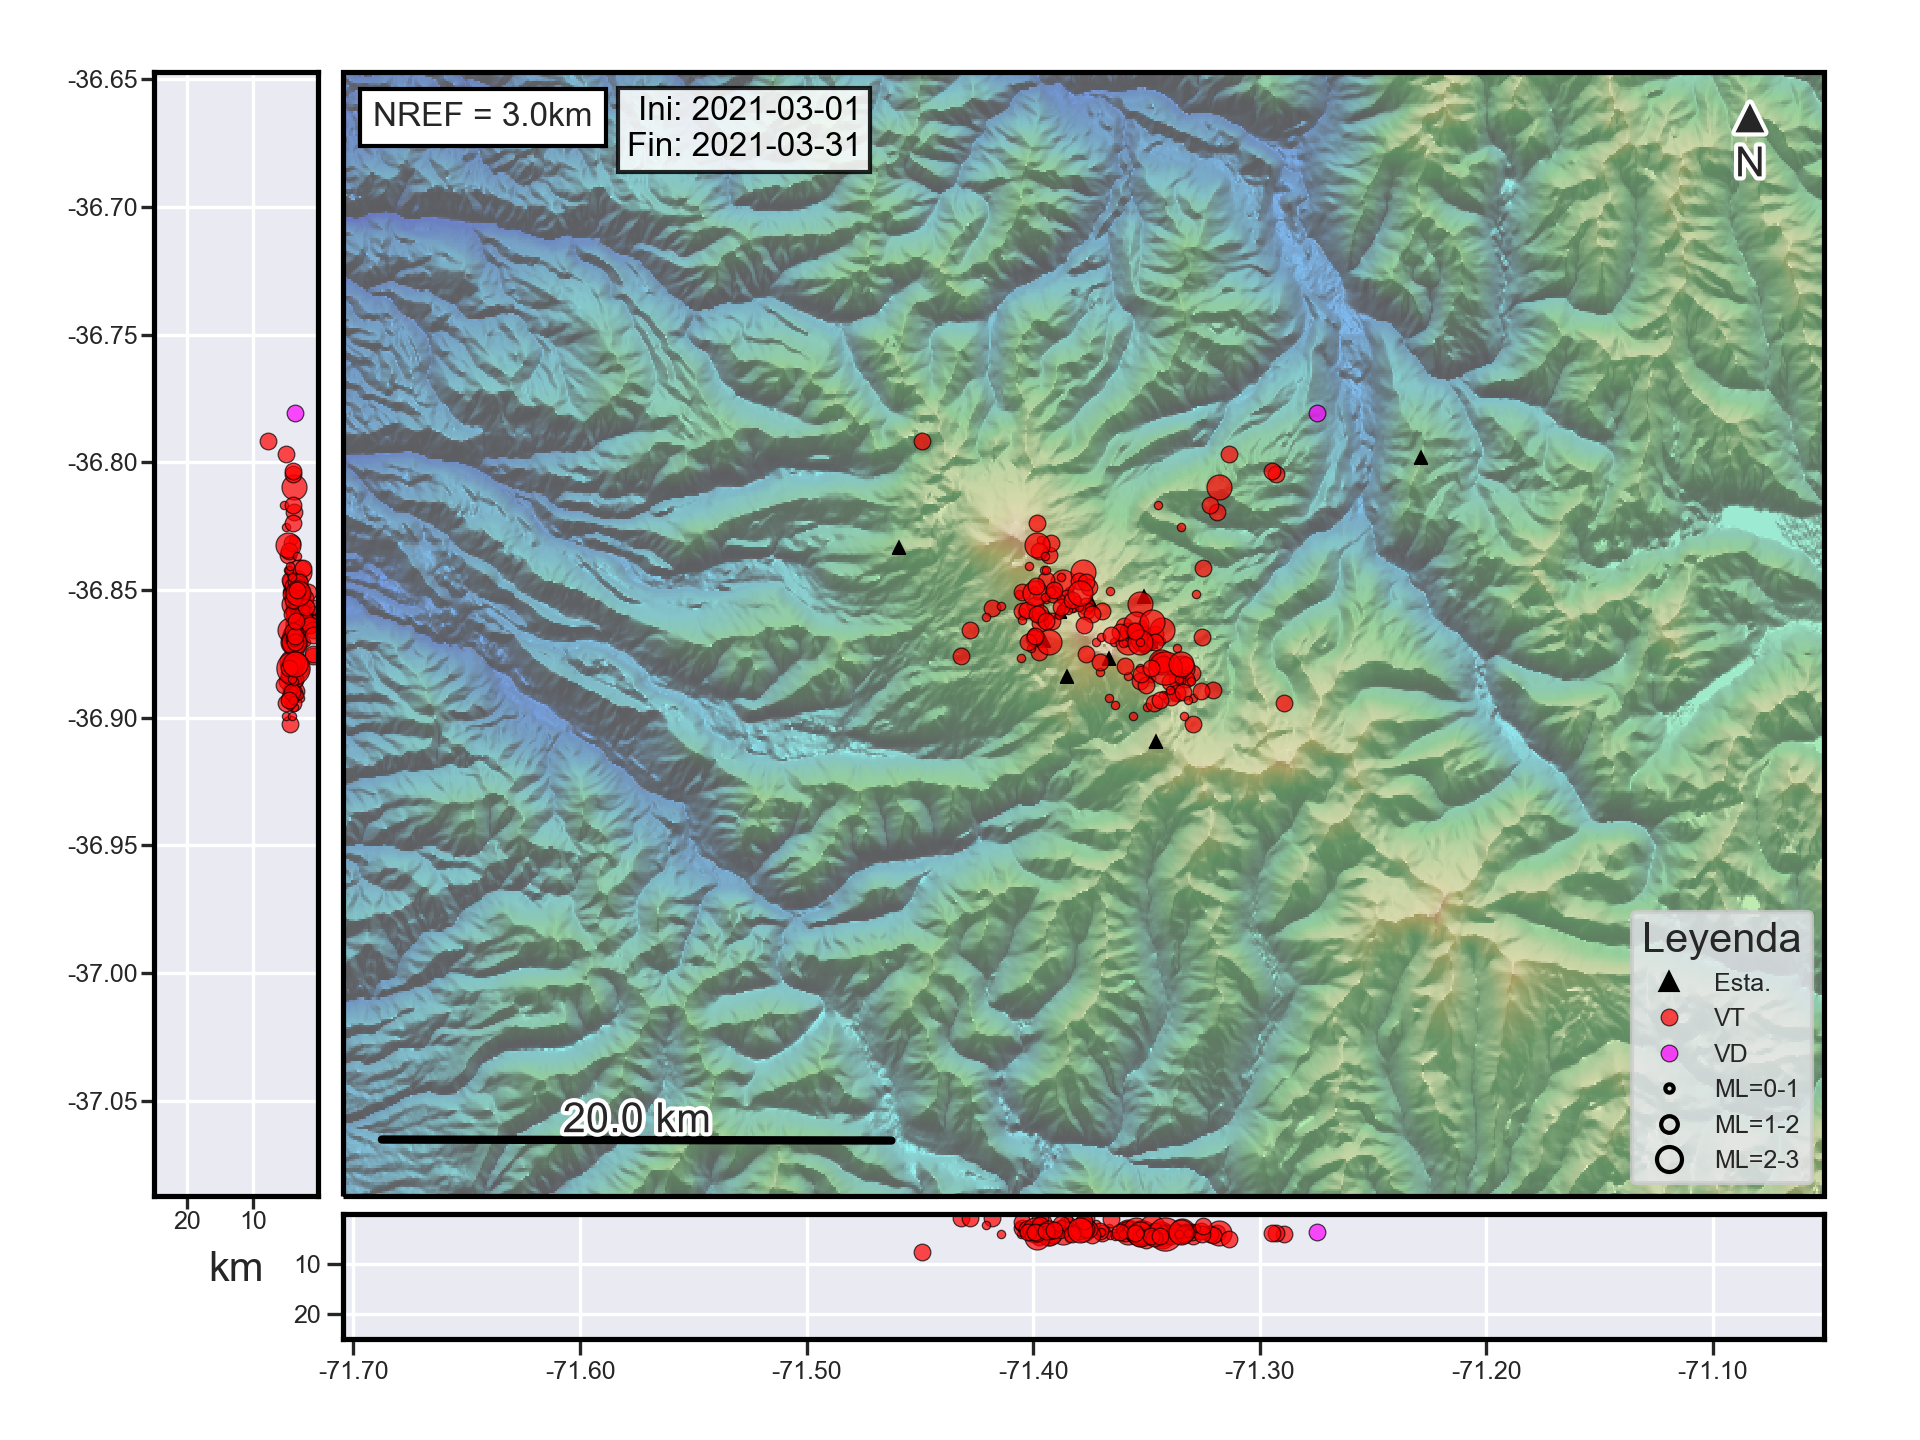 NREF = 3.0km
Ini: 2021-03-01
Fin: 2021-03-31
N
-36.65
-36.70
-36.75
-36.80
-36.85
-36.90
-36.95
-37.00
-37.05
20.0 km
Leyenda
Esta.
VT
VD
ML=0-1
ML=1-2
ML=2-3
20 10
km
10
20
-71.70 -71.60 -71.50 -71.40 -71.30 -71.20 -71.10